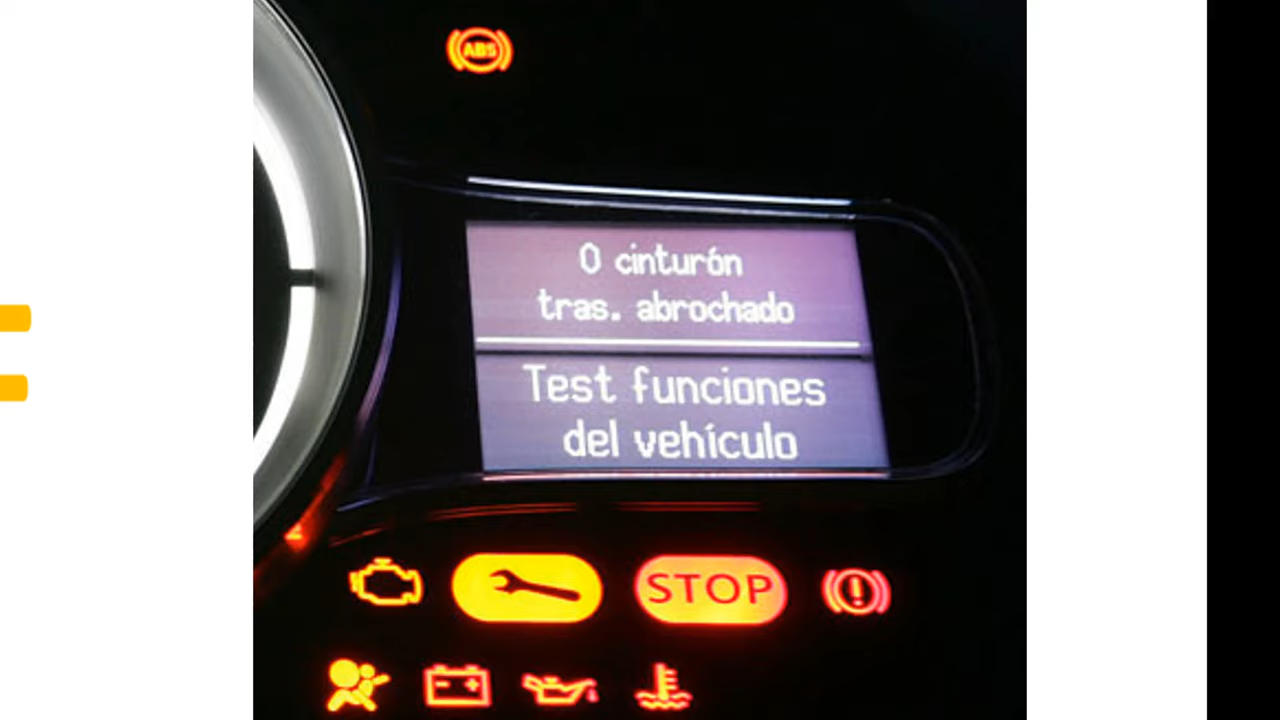 ABS
0 cinturón
tras. abrochado
Test funciones
del vehículo
STOP